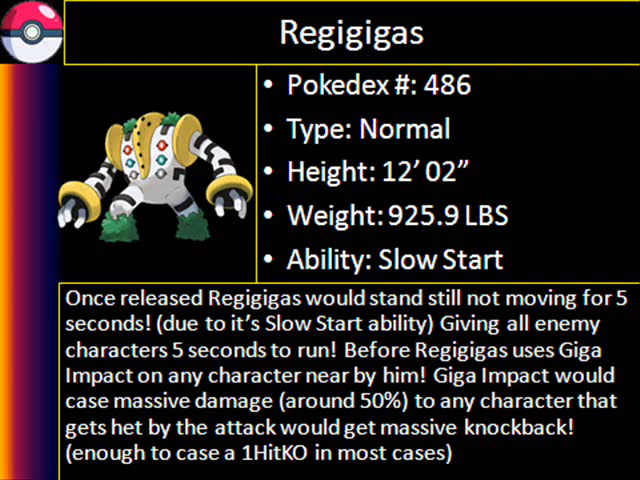 Regigigas
• Pokedex #: 486
• Type: Normal
• Height: 12’ 02”
• Weight: 925.9 LBS
• Ability: Slow Start
Once released Regigigas would stand still not moving for 5
seconds! (due to it’s Slow Start ability) Giving all enemy
characters 5 seconds to run! Before Regigigas uses Giga
Impact on any character near by him! Giga Impact would
case massive damage (around 50%) to any character that
gets het by the attack would get massive knockback!
(enough to case a 1HitKO in most cases)